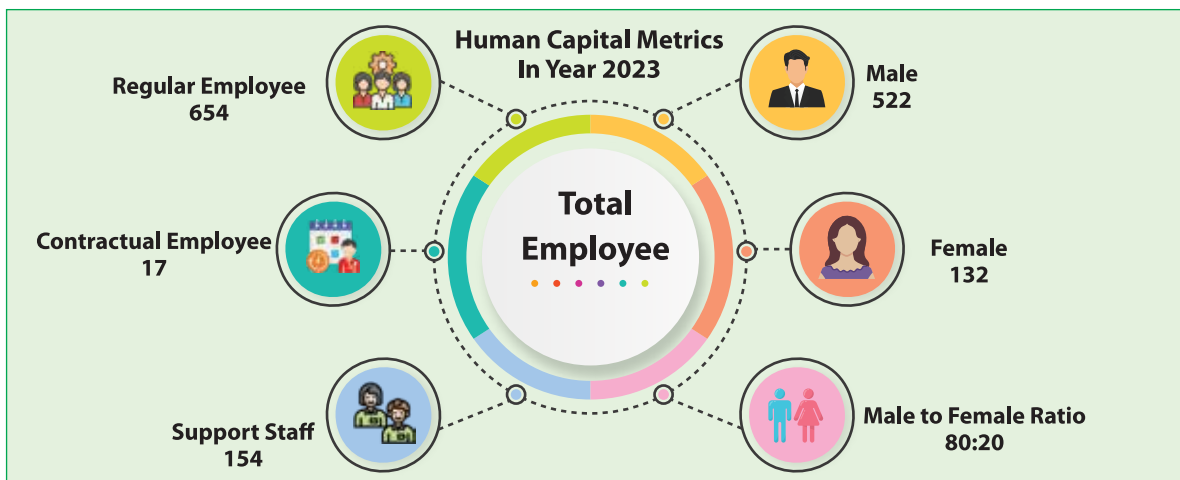 Human Capital Metrics
In Year 2023
Regular Employee
654
Contractual Employee
17
Support Staff
154
Total
Employee
Male
522
Female
132
Male to Female Ratio
80:20